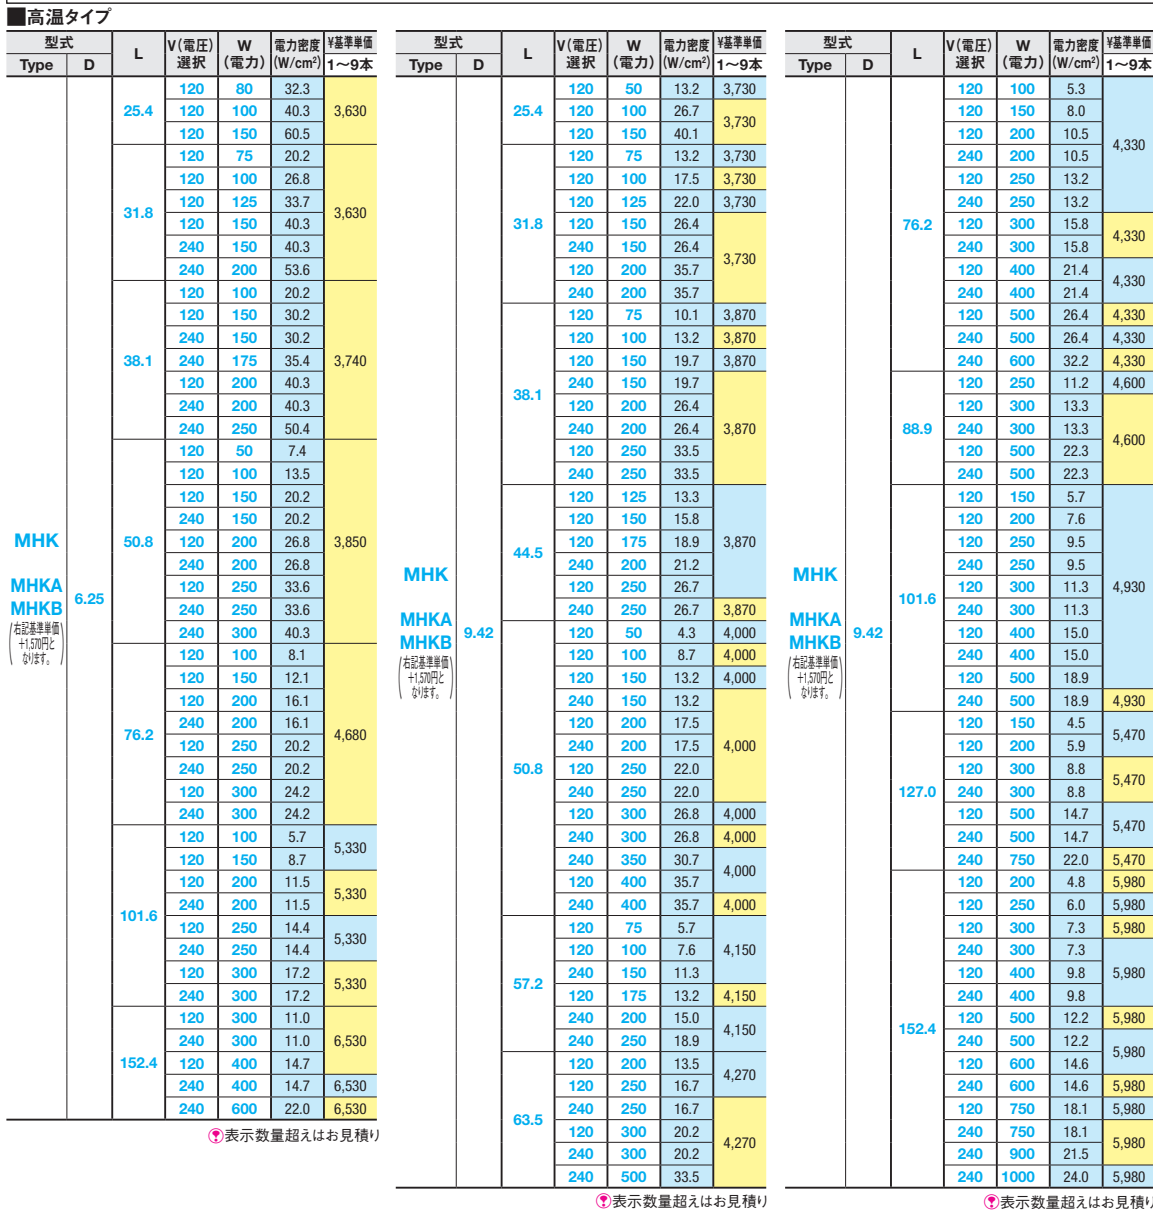 ■高温タイプ
型式 L V(電圧) W 電力密度 ¥基準単価
Type D 選択 (電力) (W/cm²) 1〜9本
MHK
MHKA
MHKB
(右記基準単価
+1,570円と
なります。)
6.25
25.4 120 80 32.3 3,630
120 100 40.3
120 150 60.5
31.8 120 75 20.2 3,630
120 100 26.8
120 125 33.7
120 150 40.3
240 150 40.3
240 200 53.6
38.1 120 100 20.2 3,740
120 150 30.2
240 150 30.2
240 175 35.4
120 200 40.3
240 200 40.3
240 250 50.4
50.8 120 50 7.4 3,850
120 100 13.5
120 150 20.2
240 150 20.2
120 200 26.8
240 200 26.8
120 250 33.6
240 250 33.6
240 300 40.3
76.2 120 100 8.1 4,680
120 150 12.1
120 200 16.1
240 200 16.1
120 250 20.2
240 250 20.2
120 300 24.2
240 300 24.2
101.6 120 100 5.7 5,330
120 150 8.7
120 200 11.5 5,330
240 200 11.5
120 250 14.4 5,330
240 250 14.4
120 300 17.2 5,330
240 300 17.2
152.4 120 300 11.0 6,530
240 300 11.0
120 400 14.7
240 400 14.7 6,530
240 600 22.0 6,530
表示数量超えはお見積り
型式 L V(電圧) W 電力密度 ¥基準単価
Type D 選択 (電力) (W/cm²) 1〜9本
MHK
MHKA
MHKB
(右記基準単価
+1,570円と
なります。)
9.42
25.4 120 50 13.2 3,730
120 100 26.7 3,730
120 150 40.1
31.8 120 75 13.2 3,730
120 100 17.5 3,730
120 125 22.0 3,730
120 150 26.4 3,730
240 150 26.4
120 200 35.7
240 200 35.7
38.1 120 75 10.1 3,870
120 100 13.2 3,870
120 150 19.7 3,870
240 150 19.7 3,870
120 200 26.4
240 200 26.4
120 250 33.5
240 250 33.5
44.5 120 125 13.3 3,870
120 150 15.8
120 175 18.9
240 200 21.2
120 250 26.7
240 250 26.7 3,870
50.8 120 50 4.3 4,000
120 100 8.7 4,000
120 150 13.2 4,000
240 150 13.2 4,000
120 200 17.5
240 200 17.5
120 250 22.0
240 250 22.0
120 300 26.8 4,000
240 300 26.8 4,000
240 350 30.7 4,000
120 400 35.7
240 400 35.7 4,000
57.2 120 75 5.7 4,150
120 100 7.6
240 150 11.3
120 175 13.2 4,150
240 200 15.0 4,150
240 250 18.9
63.5 120 200 13.5 4,270
120 250 16.7
240 250 16.7 4,270
120 300 20.2
240 300 20.2
240 500 33.5
表示数量超えはお見積り
型式 L V(電圧) W 電力密度 ¥基準単価
Type D 選択 (電力) (W/cm²) 1〜9本
MHK
MHKA
MHKB
(右記基準単価
+1,570円と
なります。)
9.42
76.2 120 100 5.3 4,330
120 150 8.0
120 200 10.5
240 200 10.5
120 250 13.2
240 250 13.2
120 300 15.8 4,330
240 300 15.8
120 400 21.4 4,330
240 400 21.4
120 500 26.4 4,330
240 500 26.4 4,330
240 600 32.2 4,330
88.9 120 250 11.2 4,600
120 300 13.3 4,600
240 300 13.3
120 500 22.3
240 500 22.3
101.6 120 150 5.7 4,930
120 200 7.6
120 250 9.5
240 250 9.5
120 300 11.3
240 300 11.3
120 400 15.0
240 400 15.0
120 500 18.9
240 500 18.9 4,930
127.0 120 150 4.5 5,470
120 200 5.9
120 300 8.8 5,470
240 300 8.8
120 500 14.7 5,470
240 500 14.7
240 750 22.0 5,470
152.4 120 200 4.8 5,980
120 250 6.0 5,980
120 300 7.3 5,980
240 300 7.3 5,980
120 400 9.8
240 400 9.8
120 500 12.2 5,980
240 500 12.2 5,980
120 600 14.6
240 600 14.6 5,980
120 750 18.1 5,980
240 750 18.1 5,980
240 900 21.5
240 1000 24.0 5,980
表示数量超えはお見積り